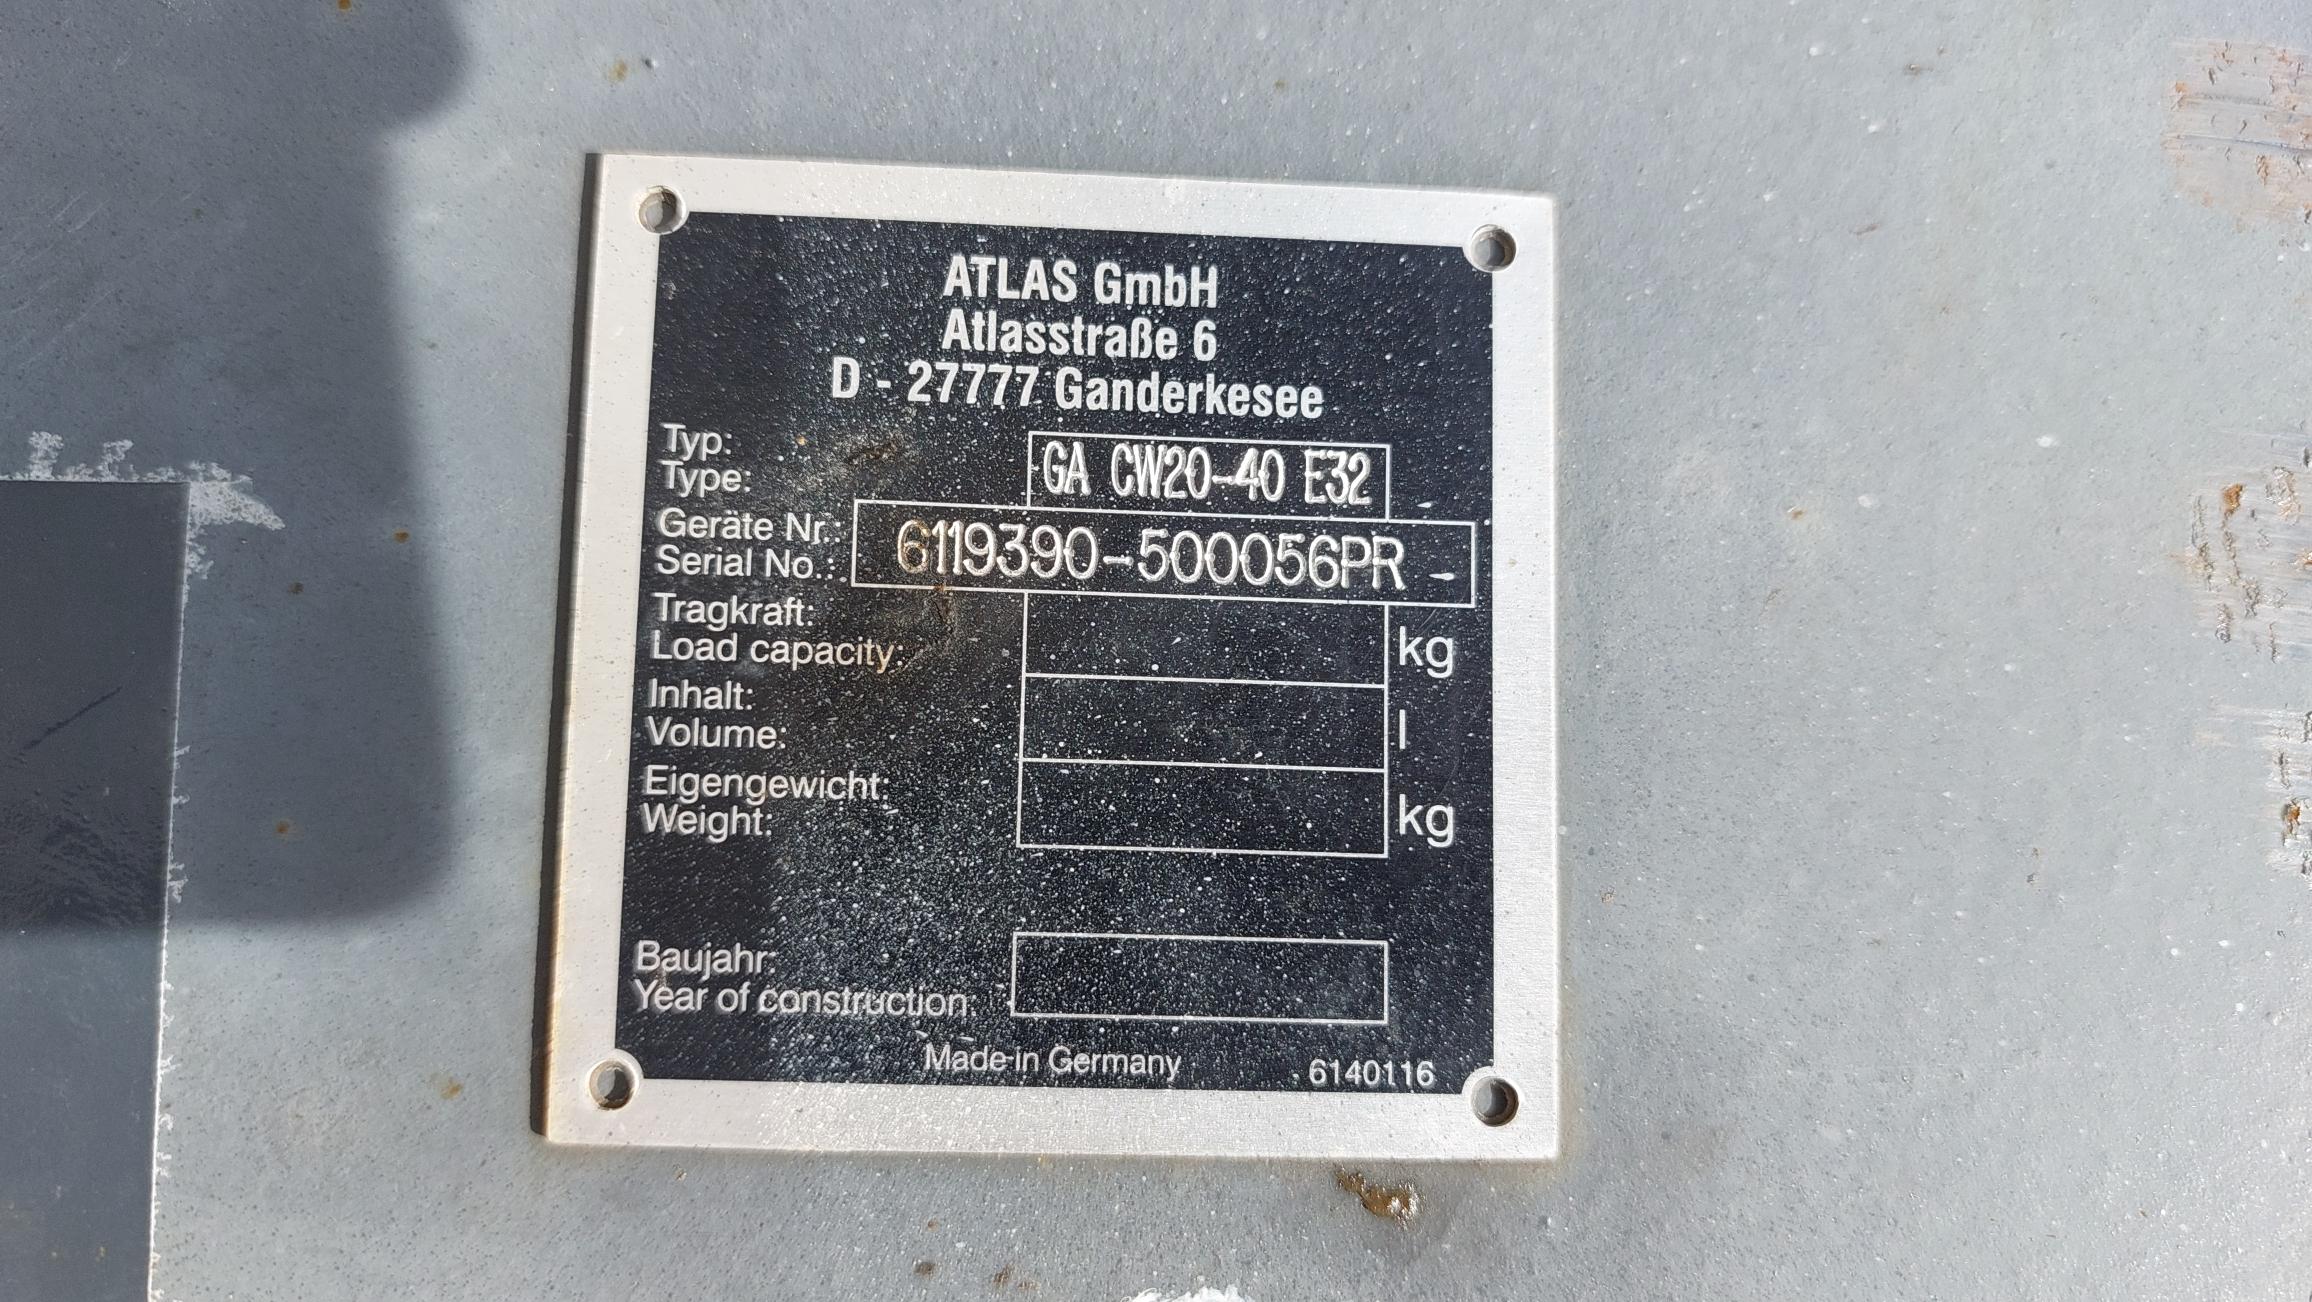 ATLAS GmbH
Atlasstraße 6
D - 27777 Ganderkesee
Typ:
Type:
GA CW20-40 E32
Geräte Nr.:
Serial No.:
6119390-500056PR
Tragkraft:
Load capacity:
kg
Inhalt:
Volume:
l
Eigengewicht:
Weight:
kg
Baujahr:
Year of construction:
Made in Germany
6140116